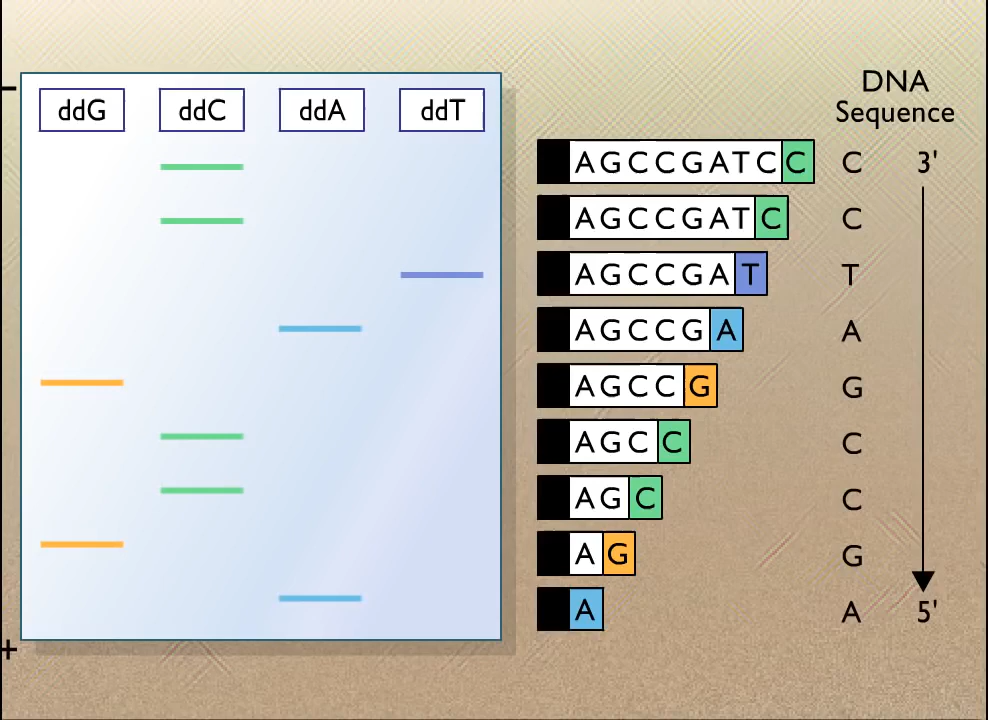 −
ddG ddC ddA ddT
DNA
Sequence
AGCCGATCC C 3'
AGCCGATC C
AGCCGAT T
AGCCGA A
AGCCG G
AGCC C
AGC C
AG G
A A 5'
+